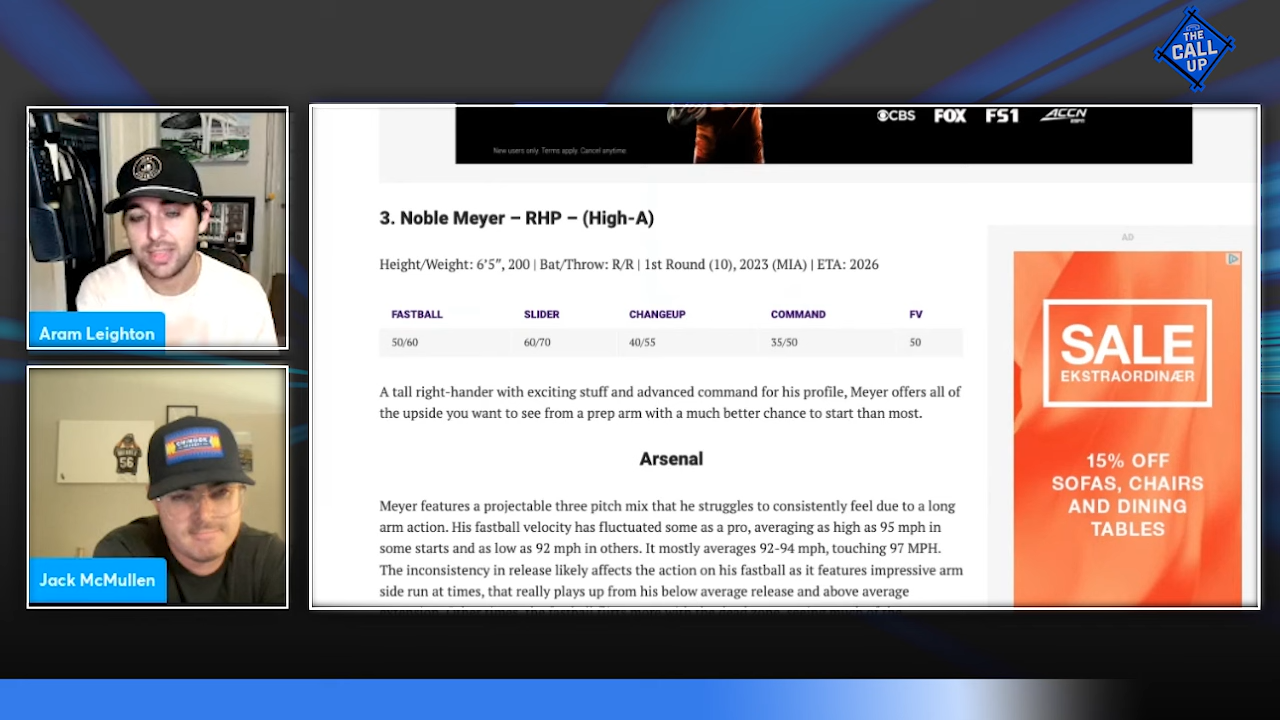 THE
CALL
UP
CBS FOX FS1 ACCN
ESPN
New users only. Terms apply. Cancel anytime.
3. Noble Meyer – RHP – (High-A)
Height/Weight: 6’5″, 200 | Bat/Throw: R/R | 1st Round (10), 2023 (MIA) | ETA: 2026
FASTBALL SLIDER CHANGEUP COMMAND FV
50/60 60/70 40/55 35/50 50
A tall right-hander with exciting stuff and advanced command for his profile, Meyer offers all of
the upside you want to see from a prep arm with a much better chance to start than most.
Arsenal
Meyer features a projectable three pitch mix that he struggles to consistently feel due to a long
arm action. His fastball velocity has fluctuated some as a pro, averaging as high as 95 mph in
some starts and as low as 92 mph in others. It mostly averages 92-94 mph, touching 97 MPH.
The inconsistency in release likely affects the action on his fastball as it features impressive arm
side run at times, that really plays up from his below average release and above average
AD
SALE
EKSTRAORDINÆR
15% OFF
SOFAS, CHAIRS
AND DINING
TABLES
Aram Leighton
56
Jack McMullen